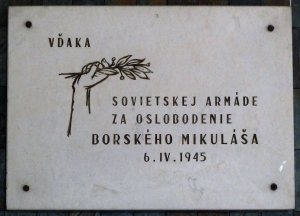 VĎAKA
SOVIETSKEJ ARMÁDE
ZA OSLOBODENIE
BORSKÉHO MIKULÁŠA
6.IV.1945